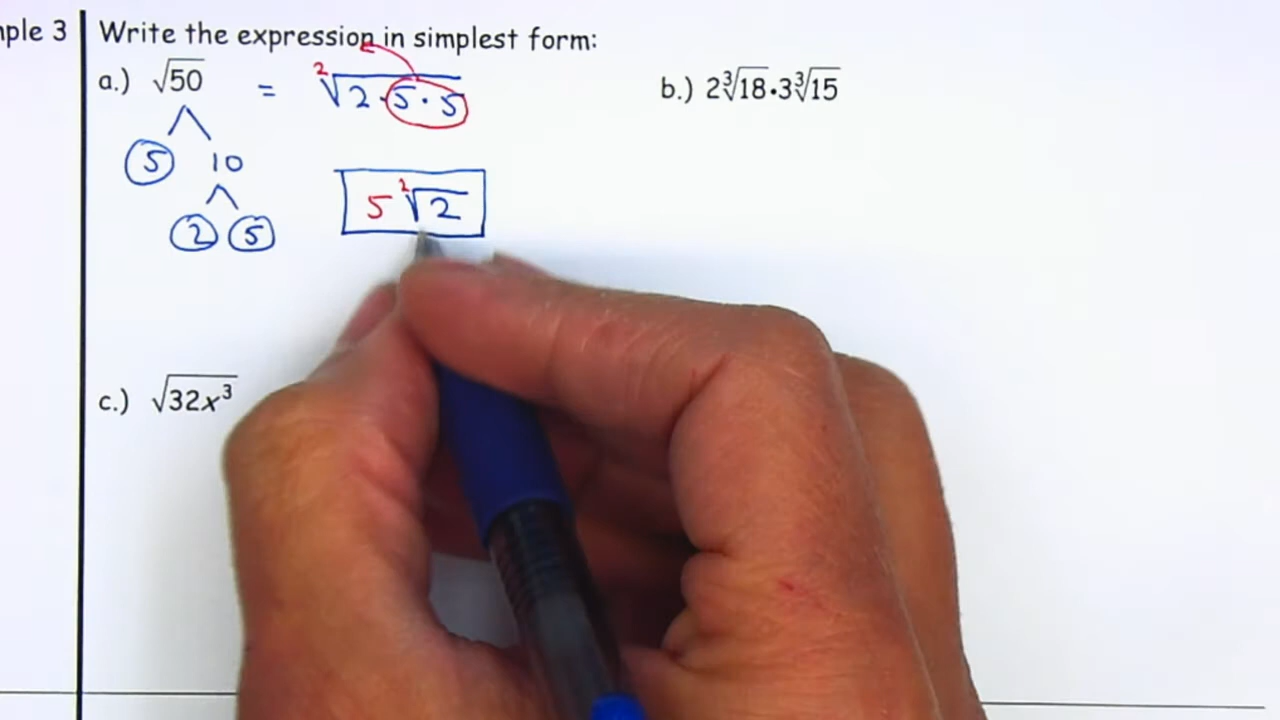 mple 3
Write the expression in simplest form:
a.) √50 = ²√2·5·5
5 10
2 5
5 ²√2
b.) 2∛18•3∛15
c.) √32x³